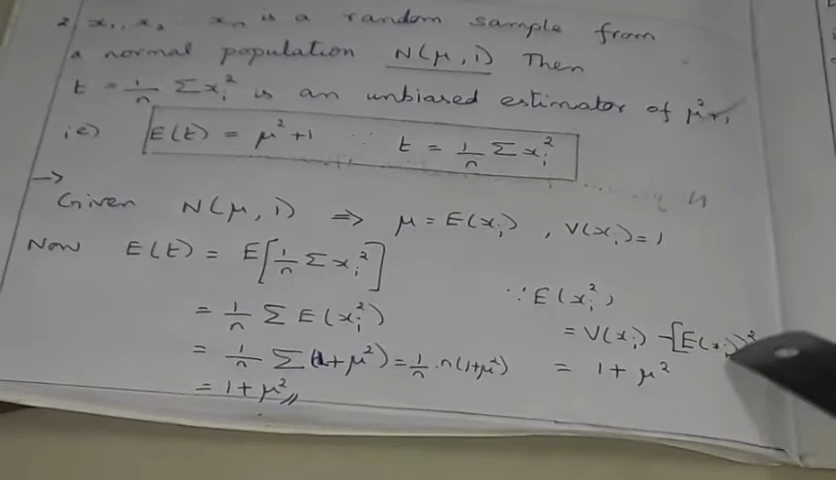 2. x₁, x₂ xₙ is a random sample from
a normal population N(μ, 1) Then
t = 1/n Σxᵢ² is an unbiased estimator of μ²+1
ie) E(t) = μ²+1 ∵ t = 1/n Σxᵢ²
→
Given N(μ, 1) ⇒ μ = E(xᵢ), V(xᵢ)=1
Now E(t) = E[1/n Σxᵢ²]
= 1/n Σ E(xᵢ²)
= 1/n Σ(1+μ²) = 1/n · n(1+μ²)
= 1+μ²,,
∵ E(xᵢ²)
= V(xᵢ) - [E(xᵢ)]²
= 1+μ²